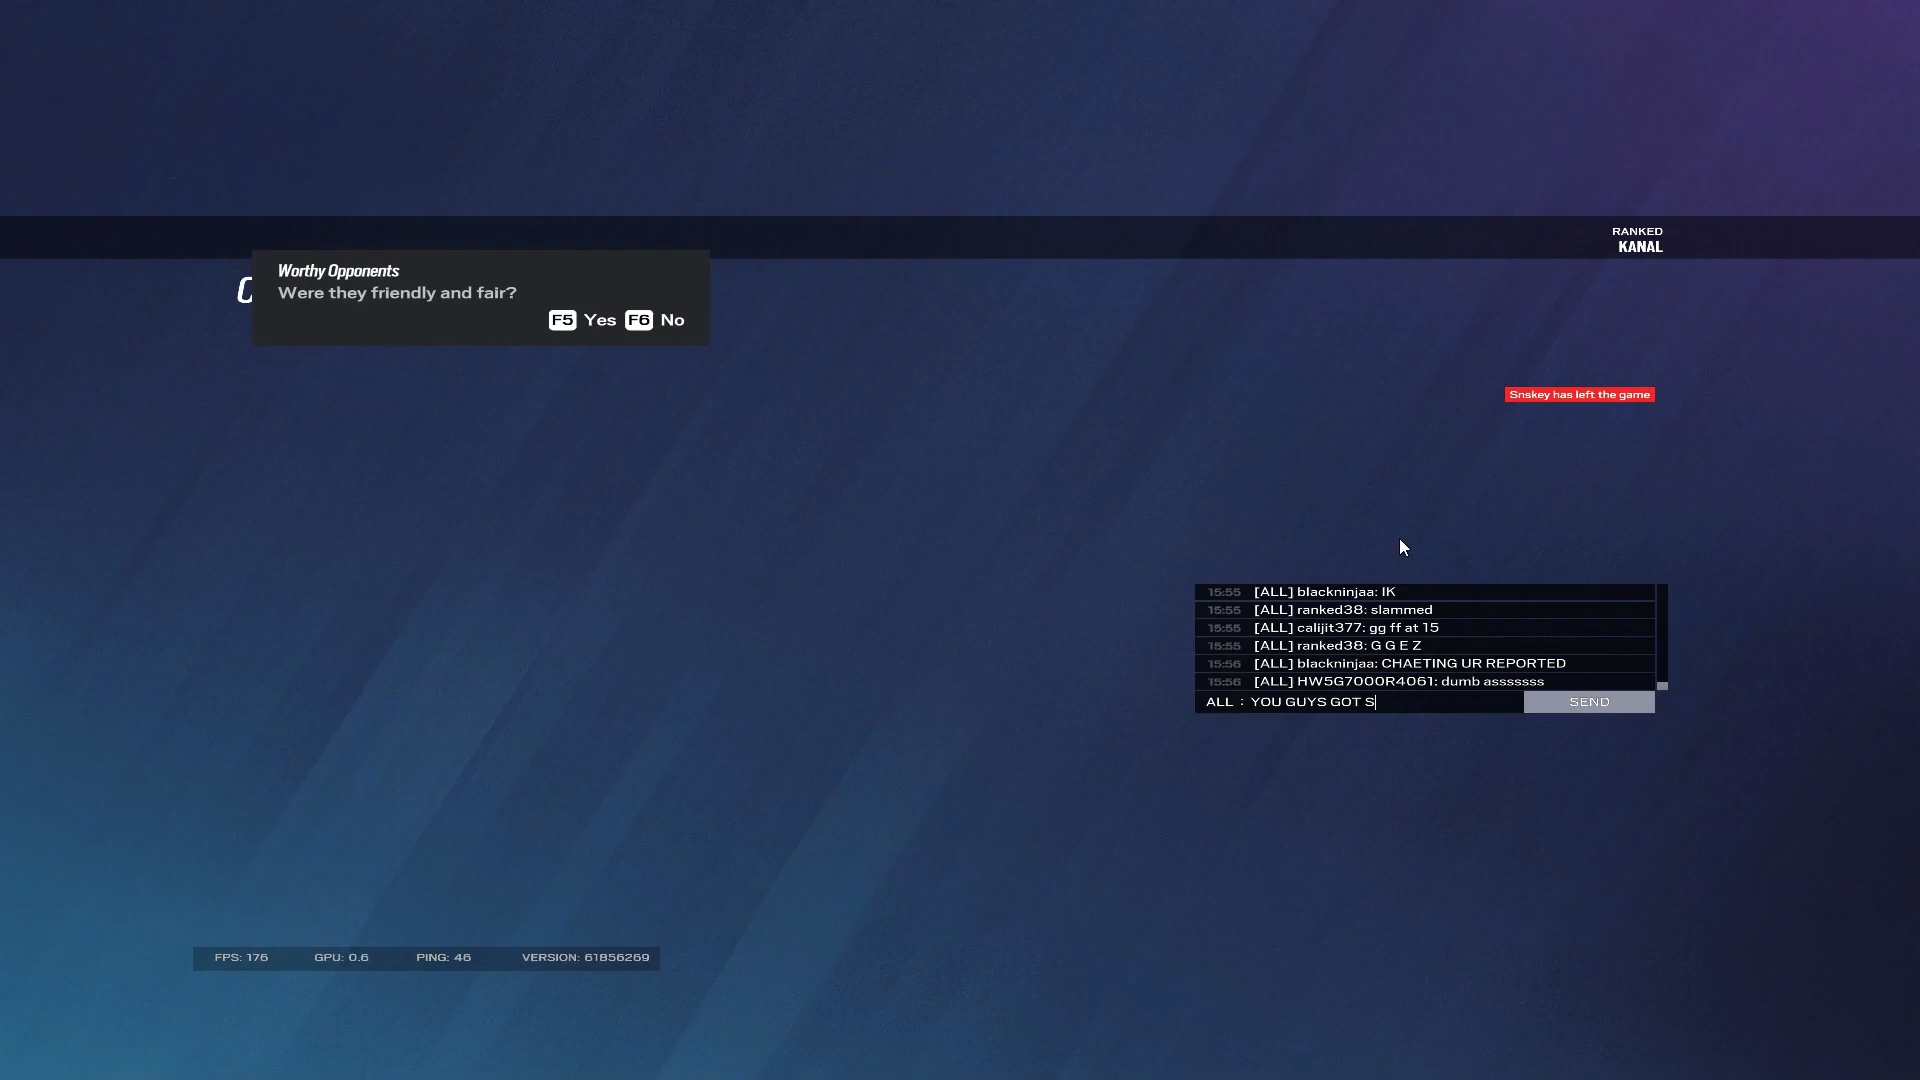 RANKED
KANAL
Worthy Opponents
Were they friendly and fair?
F5 Yes F6 No
Snskey has left the game
15:55 [ALL] blackninjaa: IK
15:55 [ALL] ranked38: slammed
15:55 [ALL] calijit377: gg ff at 15
15:55 [ALL] ranked38: G G E Z
15:56 [ALL] blackninjaa: CHAETING UR REPORTED
15:56 [ALL] HW5G7000R4061: dumb asssssss
ALL : YOU GUYS GOT S
SEND
FPS: 176 GPU: 0.6 PING: 46 VERSION: 61856269